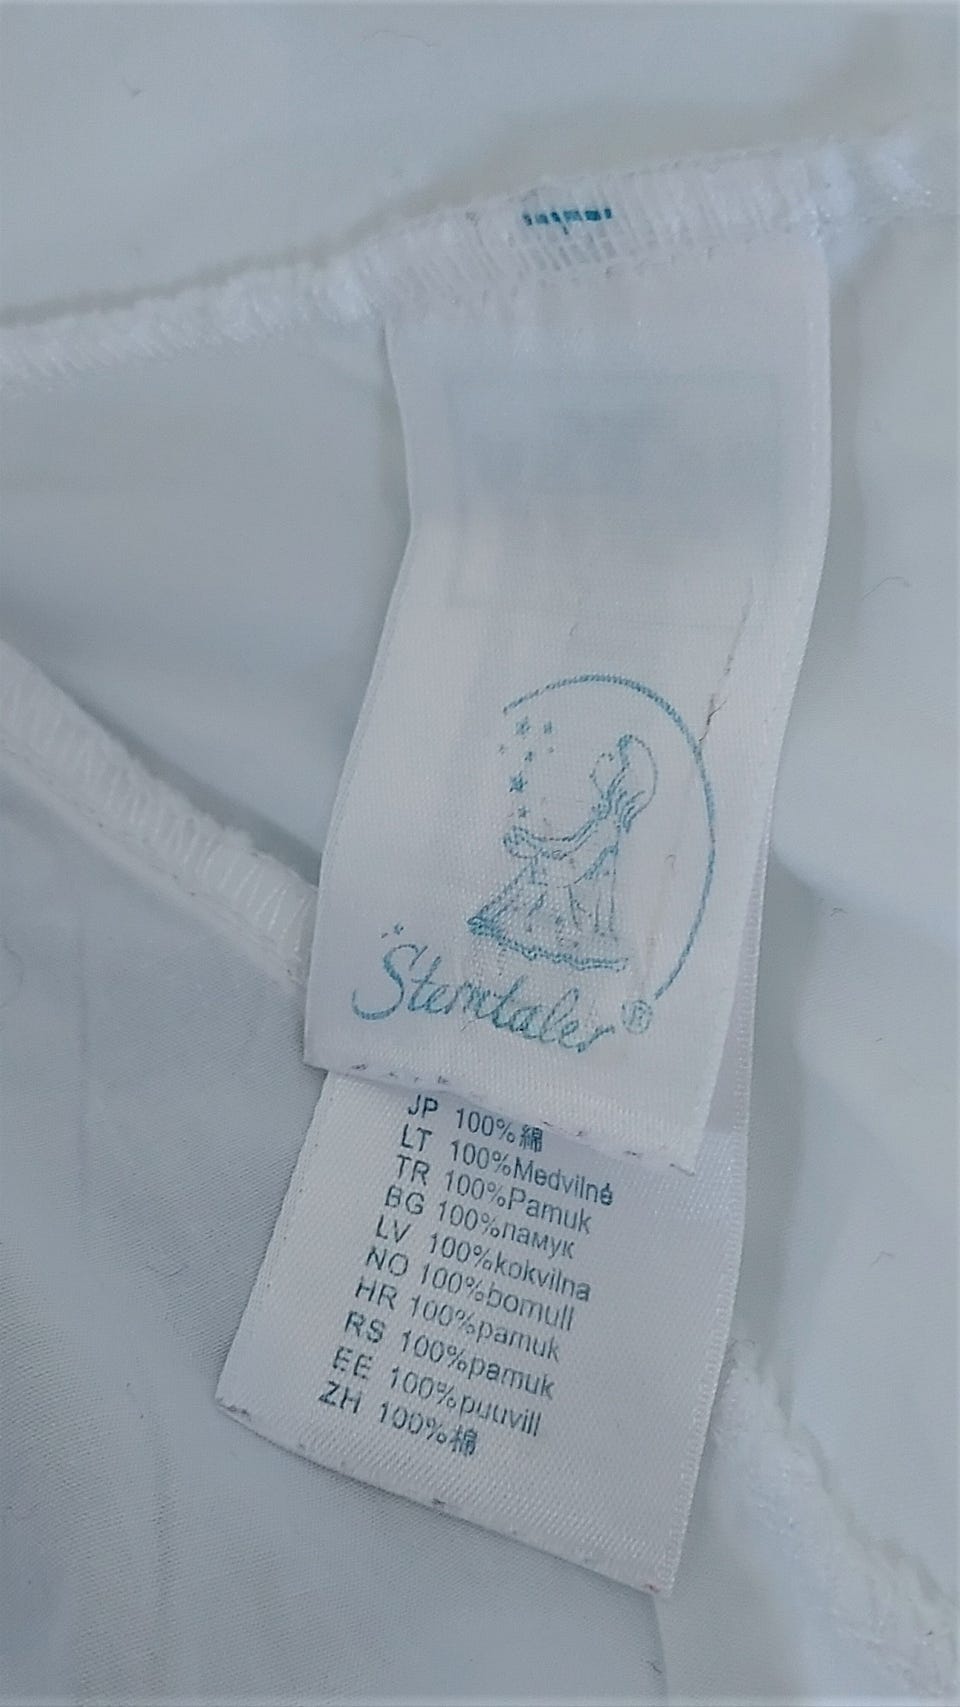 Sterntaler®
JP 100%綿
LT 100%Medvilnė
TR 100%Pamuk
BG 100%памук
LV 100%kokvilna
NO 100%bomull
HR 100%pamuk
RS 100%pamuk
EE 100%puuvill
ZH 100%棉